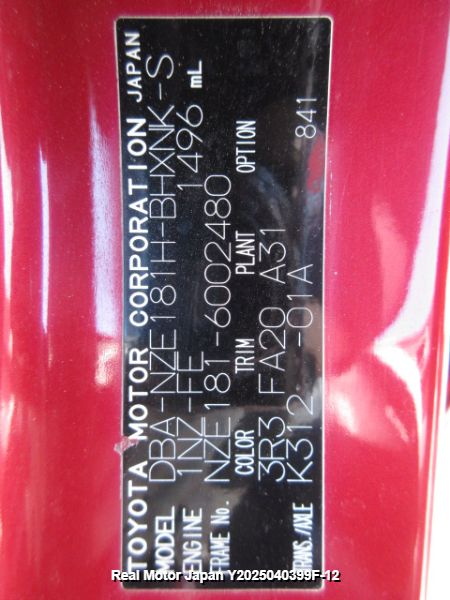 TOYOTA MOTOR CORPORATION JAPAN
MODEL DBA-NZE181H-BHXNK-S
ENGINE 1NZ-FE 1496 mL
FRAME No. NZE181-6002480
COLOR TRIM PLANT OPTION
3R3 FA20 A31 841
TRANS./AXLE K312-01A
Real Motor Japan Y2025040399F-12